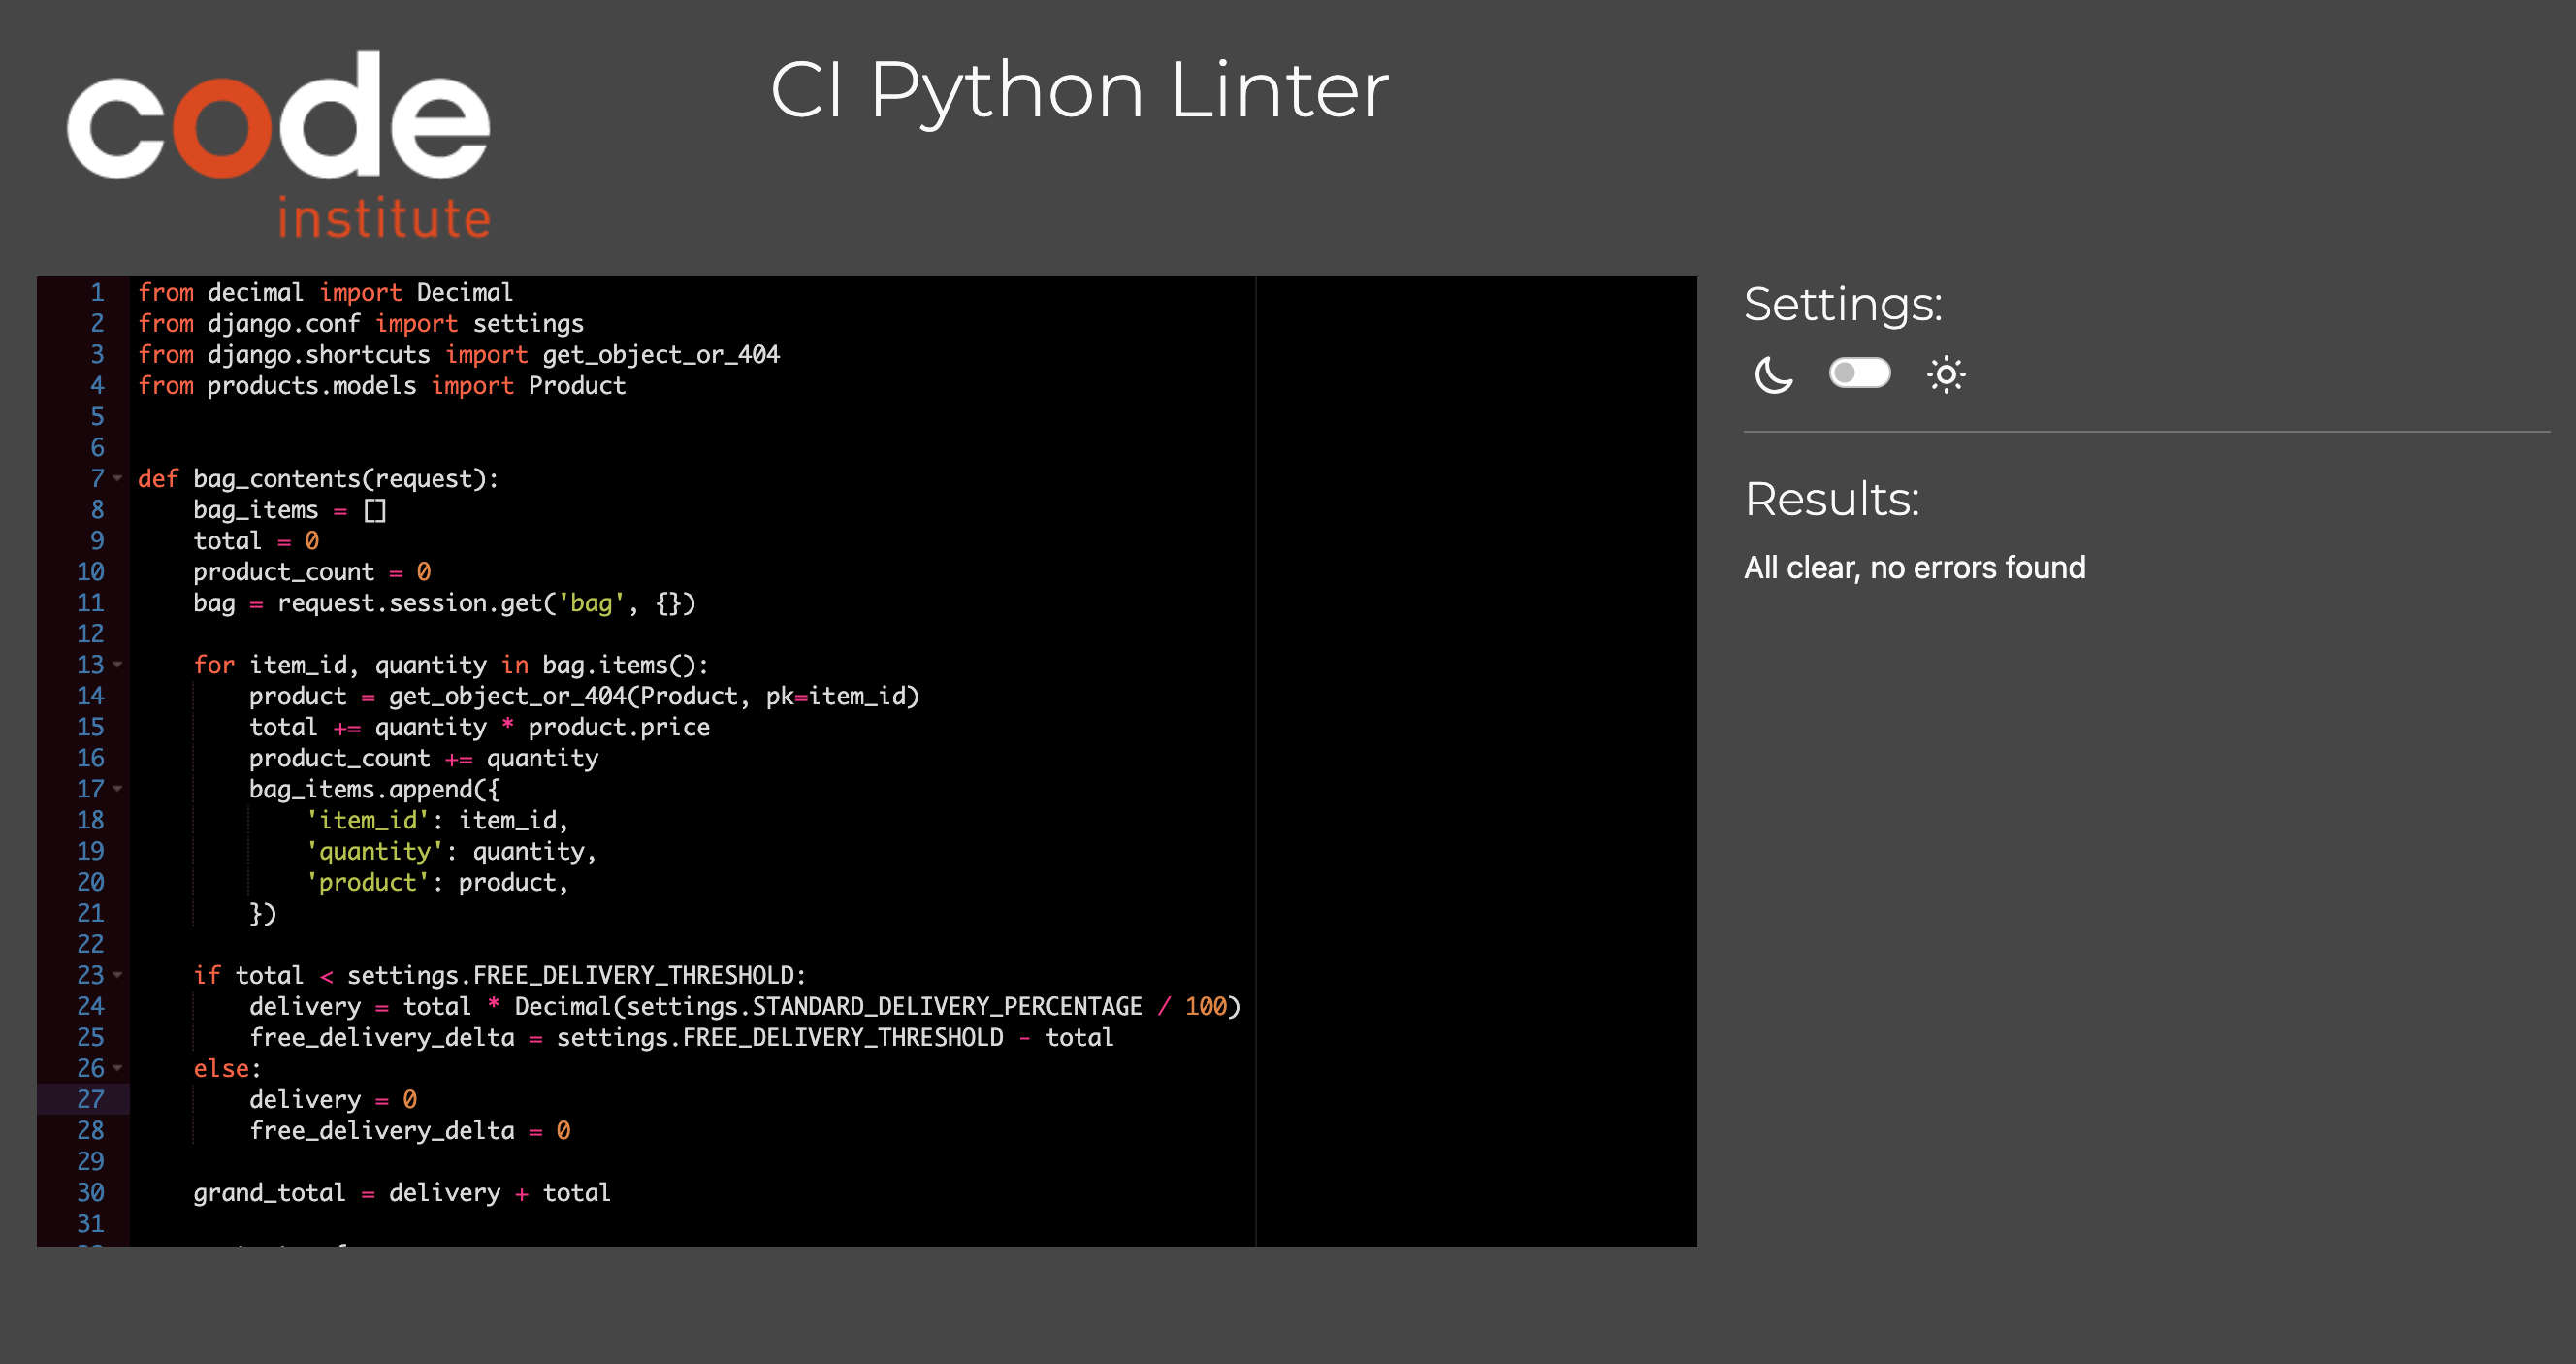 code
institute
CI Python Linter
1 from decimal import Decimal
2 from django.conf import settings
3 from django.shortcuts import get_object_or_404
4 from products.models import Product
5
6
7 def bag_contents(request):
8     bag_items = []
9     total = 0
10     product_count = 0
11     bag = request.session.get('bag', {})
12
13     for item_id, quantity in bag.items():
14         product = get_object_or_404(Product, pk=item_id)
15         total += quantity * product.price
16         product_count += quantity
17         bag_items.append({
18             'item_id': item_id,
19             'quantity': quantity,
20             'product': product,
21         })
22
23     if total < settings.FREE_DELIVERY_THRESHOLD:
24         delivery = total * Decimal(settings.STANDARD_DELIVERY_PERCENTAGE / 100)
25         free_delivery_delta = settings.FREE_DELIVERY_THRESHOLD - total
26     else:
27         delivery = 0
28         free_delivery_delta = 0
29
30     grand_total = delivery + total
31
Settings:
Results:
All clear, no errors found